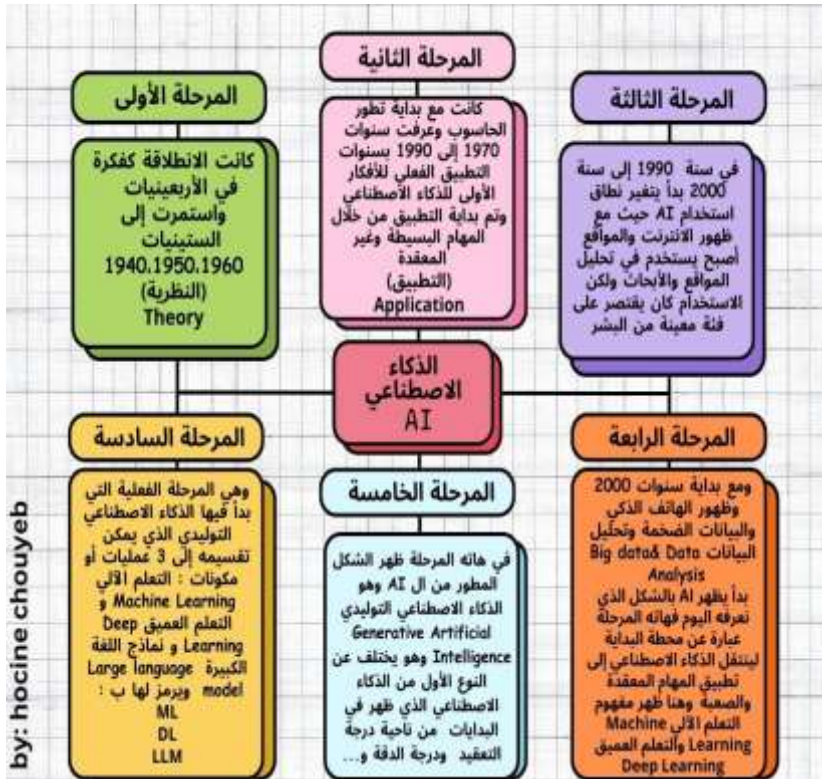 المرحلة الأولى
كانت الانطلاقة كفكرة
في الأربعينيات
واستمرت إلى
الستينيات
1940،1950،1960
(النظرية)
Theory
المرحلة الثانية
كانت مع بداية تطور
الحاسوب وعرفت سنوات
1970 إلى 1990 بسنوات
التطبيق الفعلي للأفكار
الأولى للذكاء الاصطناعي
وتم بداية التطبيق من خلال
المهام البسيطة وغير
المعقدة
(التطبيق)
Application
المرحلة الثالثة
في سنة 1990 إلى سنة
2000 بدأ يتغير نطاق
استخدام AI حيث مع
ظهور الانترنت والمواقع
أصبح يستخدم في تحليل
المواقع والأبحاث ولكن
الاستخدام كان يقتصر على
فئة معينة من البشر
الذكاء
الاصطناعي
AI
المرحلة الرابعة
ومع بداية سنوات 2000
وظهور الهاتف الذكي
والبيانات الضخمة وتحليل
البيانات Big data& Data
Analysis
بدأ يظهر AI بالشكل الذي
نعرفه اليوم فهاته المرحلة
عبارة عن محطة البداية
لينتقل الذكاء الاصطناعي إلى
تطبيق المهام المعقدة
والصعبة وهنا ظهر مفهوم
التعلم الآلي Machine
Learning والتعلم العميق
Deep Learning
المرحلة الخامسة
في هاته المرحلة ظهر الشكل
المطور من ال AI وهو
الذكاء الاصطناعي التوليدي
Generative Artificial
Intelligence وهو يختلف عن
النوع الأول من الذكاء
الاصطناعي الذي ظهر في
البدايات من ناحية درجة
التعقيد ودرجة الدقة و...
المرحلة السادسة
وهي المرحلة الفعلية التي
بدأ فيها الذكاء الاصطناعي
التوليدي الذي يمكن
تقسيمه إلى 3 عمليات أو
مكونات : التعلم الآلي
Machine Learning و
التعلم العميق Deep
Learning و نماذج اللغة
الكبيرة Large language
model ويرمز لها ب :
ML
DL
LLM
by: hocine chouyeb